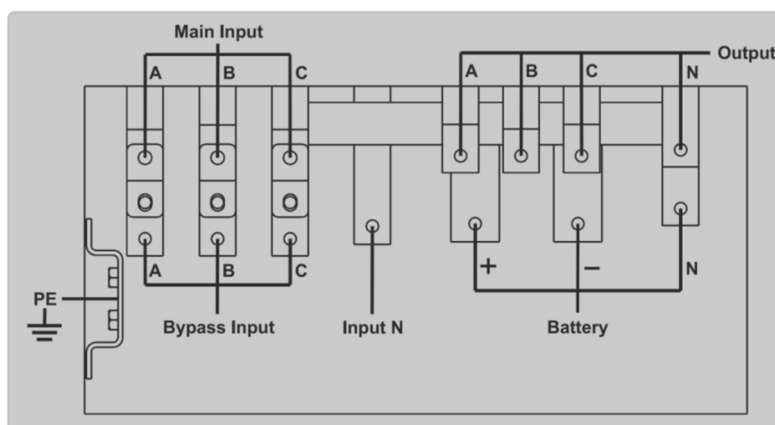 Main Input
Output
A B C A B C N
+ − N
A B C
PE
Bypass Input Input N Battery